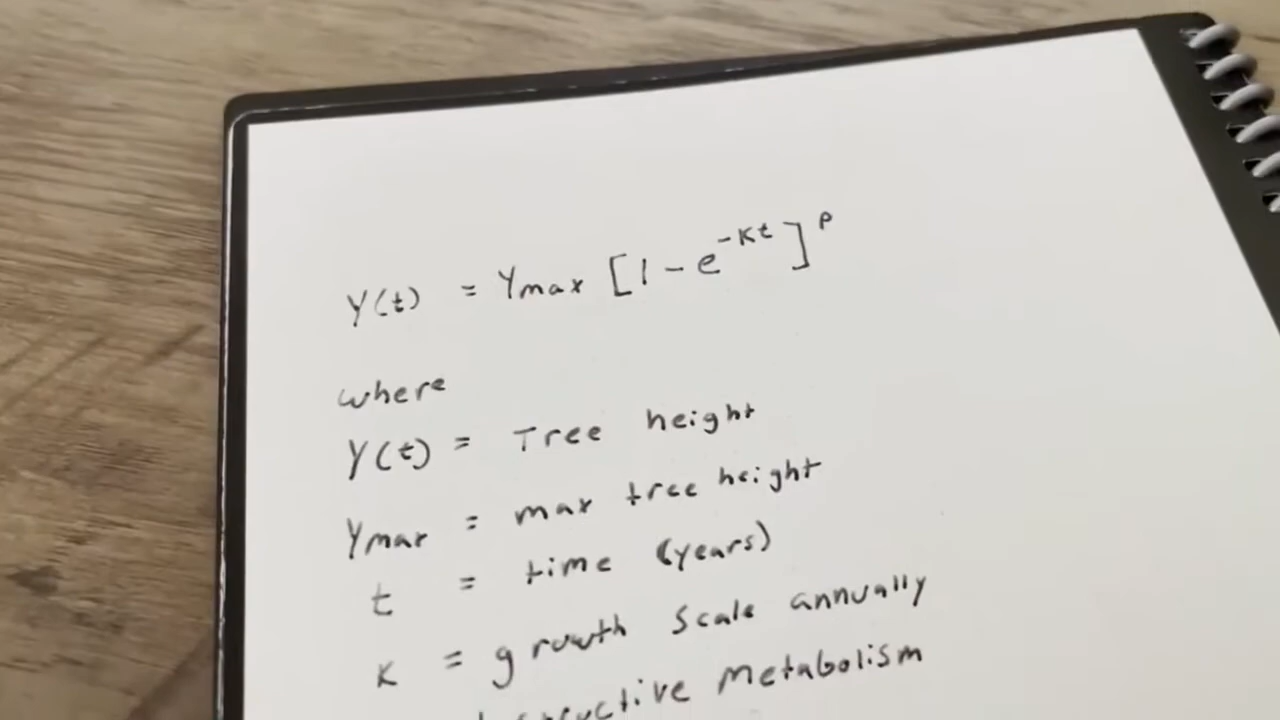 Y(t) = Ymax [1 - e^-Kt]^P
where
Y(t) = Tree height
Ymax = max tree height
t = time (years)
K = growth scale annually
metabolism